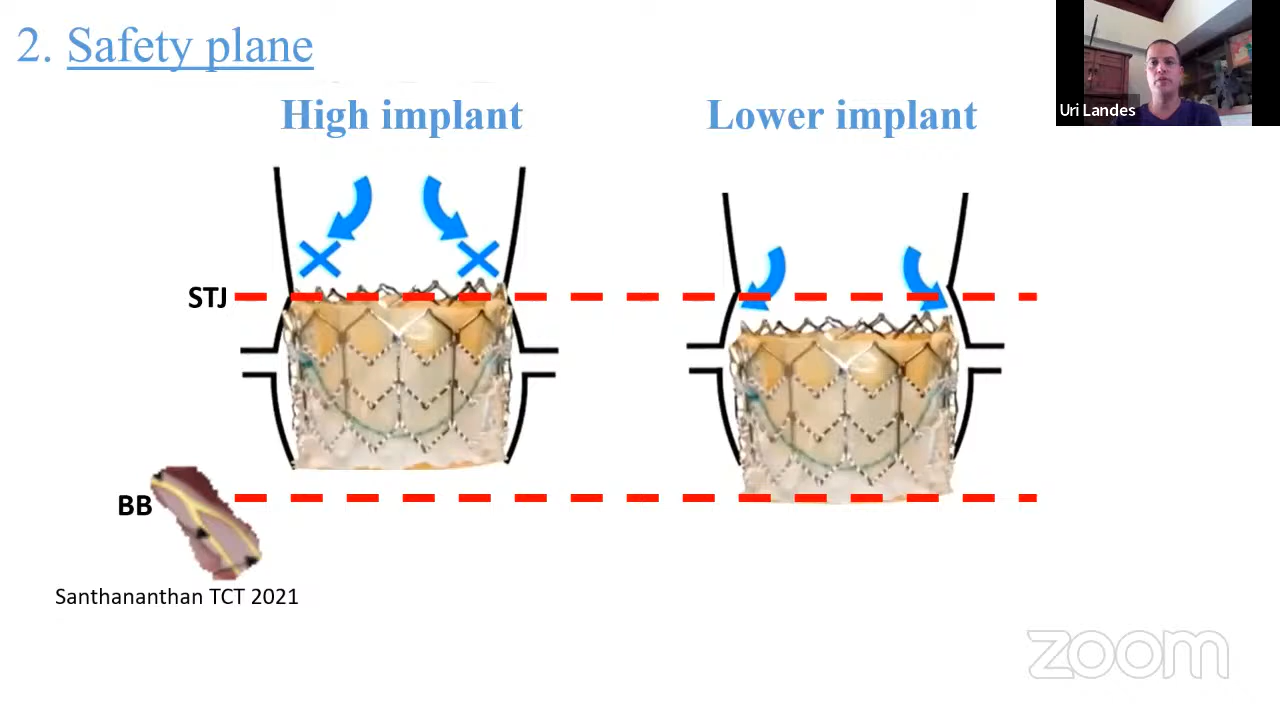 2. Safety plane
High implant
Lower implant
Uri Landes
STJ
BB
Santhananthan TCT 2021
zoom